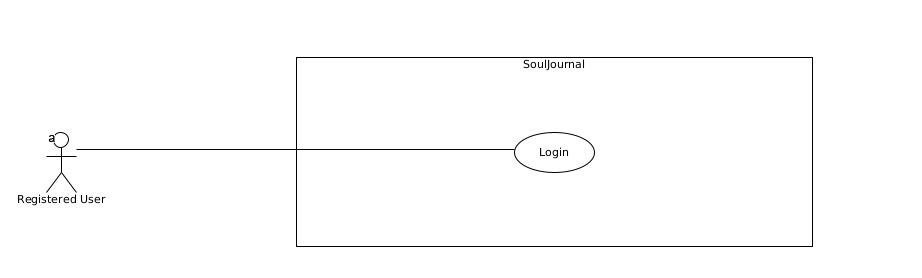 SoulJournal
a
Login
Registered User